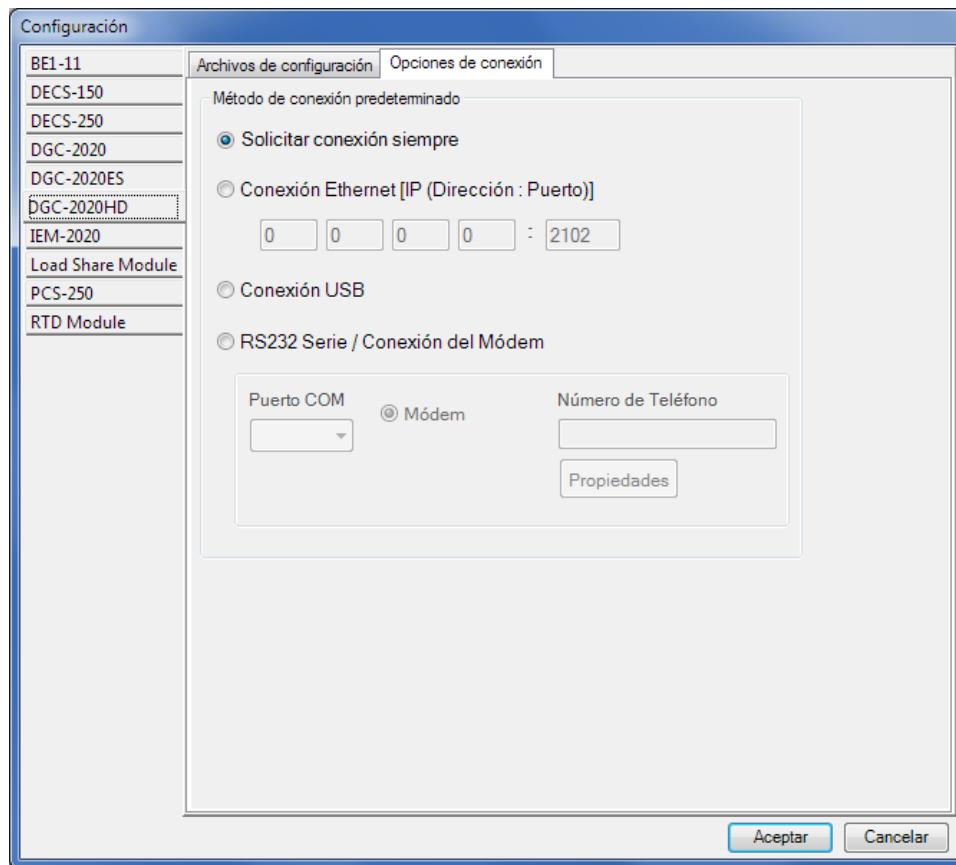 Configuración
BE1-11
DECS-150
DECS-250
DGC-2020
DGC-2020ES
DGC-2020HD
IEM-2020
Load Share Module
PCS-250
RTD Module
Archivos de configuración
Opciones de conexión
Método de conexión predeterminado
Solicitar conexión siempre
Conexión Ethernet [IP (Dirección : Puerto)]
0 0 0 0 : 2102
Conexión USB
RS232 Serie / Conexión del Módem
Puerto COM
Módem
Número de Teléfono
Propiedades
Aceptar
Cancelar